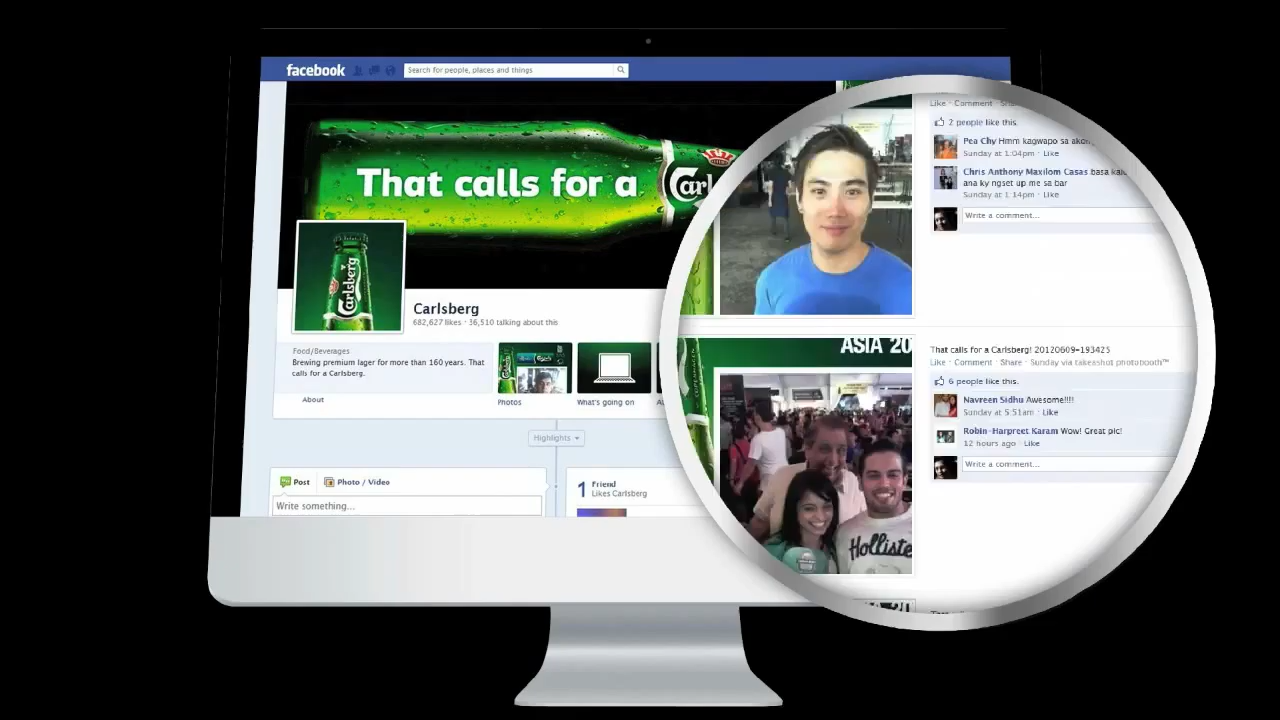 facebook
Search for people, places and things
That calls for a
Carl
Carlsberg
Carlsberg
682,627 likes · 36,510 talking about this
Food/Beverages
Brewing premium lager for more than 160 years. That
calls for a Carlsberg.
About
Photos
What's going on
Highlights
Post
Photo / Video
Write something...
1
Friend
Likes Carlsberg
Like · Comment ·
2 people like this.
Pea Chy Hmm kagwapo sa
Sunday at 1:04pm · Like
Chris Anthony Maxilom Casas basa
ana ky ngset up me sa bar
Sunday at 1:14pm · Like
Write a comment...
ASIA 20
COPENHAGEN
That calls for a Carlsberg! 20120609-193425
Like · Comment · Share · Sunday via takeashot photobooth™
6 people like this.
Navreen Sidhu Awesome!!!!
Sunday at 5:51am · Like
Robin-Harpreet Karam Wow! Great pic!
12 hours ago · Like
Write a comment...
Holliste